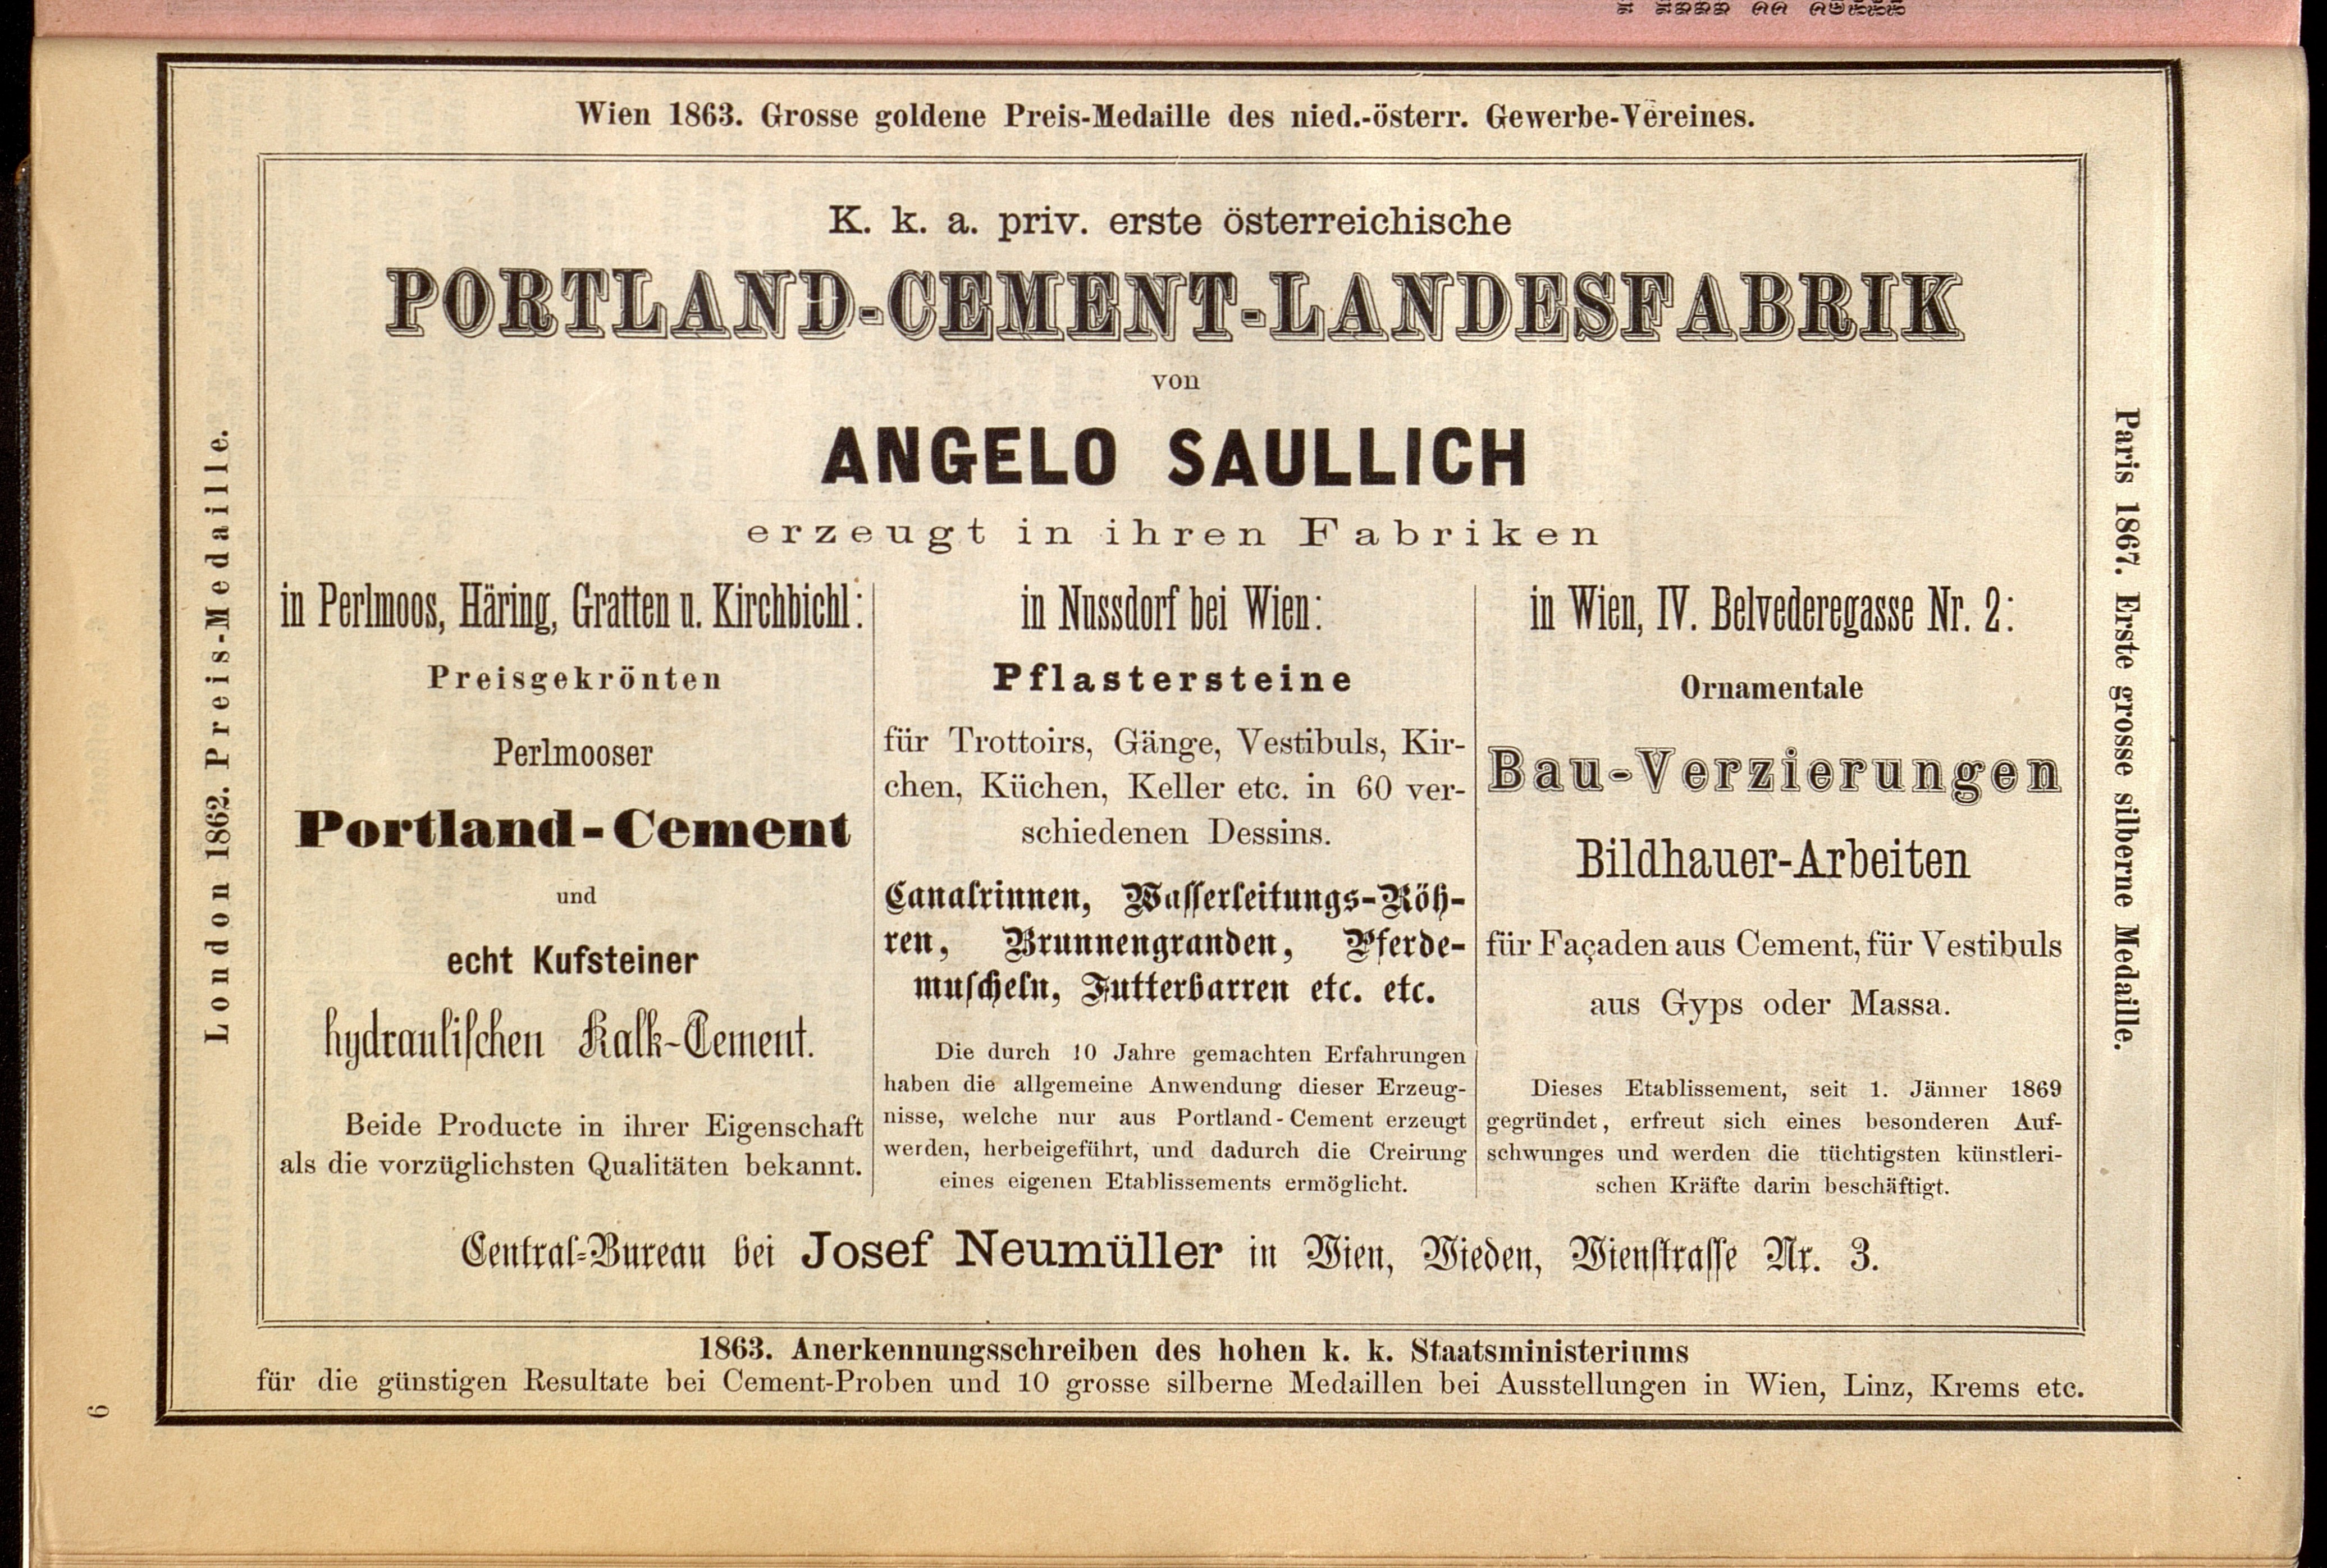 Wien 1863. Grosse goldene Preis-Medaille des nied.-österr. Gewerbe-Vereines.
London 1862. Preis-Medaille.
K. k. a. priv. erste österreichische
PORTLAND-CEMENT-LANDESFABRIK
von
ANGELO SAULLICH
erzeugt in ihren Fabriken
in Perlmoos, Häring, Gratten u. Kirchbichl:
Preisgekrönten
Perlmooser
Portland-Cement
und
echt Kufsteiner
hydraulischen Kalk-Cement.
Beide Producte in ihrer Eigenschaft
als die vorzüglichsten Qualitäten bekannt.
in Nussdorf bei Wien:
Pflastersteine
für Trottoirs, Gänge, Vestibuls, Kir-
chen, Küchen, Keller etc. in 60 ver-
schiedenen Dessins.
Canalrinnen, Wasserleitungs-Röh-
ren, Brunnengranden, Pferde-
muscheln, Futterbarren etc. etc.
Die durch 10 Jahre gemachten Erfahrungen
haben die allgemeine Anwendung dieser Erzeug-
nisse, welche nur aus Portland-Cement erzeugt
werden, herbeigeführt, und dadurch die Creirung
eines eigenen Etablissements ermöglicht.
in Wien, IV. Belvederegasse Nr. 2:
Ornamentale
Bau-Verzierungen
Bildhauer-Arbeiten
für Façaden aus Cement, für Vestibuls
aus Gyps oder Massa.
Dieses Etablissement, seit 1. Jänner 1869
gegründet, erfreut sich eines besonderen Auf-
schwunges und werden die tüchtigsten künstleri-
schen Kräfte darin beschäftigt.
Central-Bureau bei Josef Neumüller in Wien, Wieden, Wienstrasse Nr. 3.
Paris 1867. Erste grosse silberne Medaille.
1863. Anerkennungsschreiben des hohen k. k. Staatsministeriums
für die günstigen Resultate bei Cement-Proben und 10 grosse silberne Medaillen bei Ausstellungen in Wien, Linz, Krems etc.